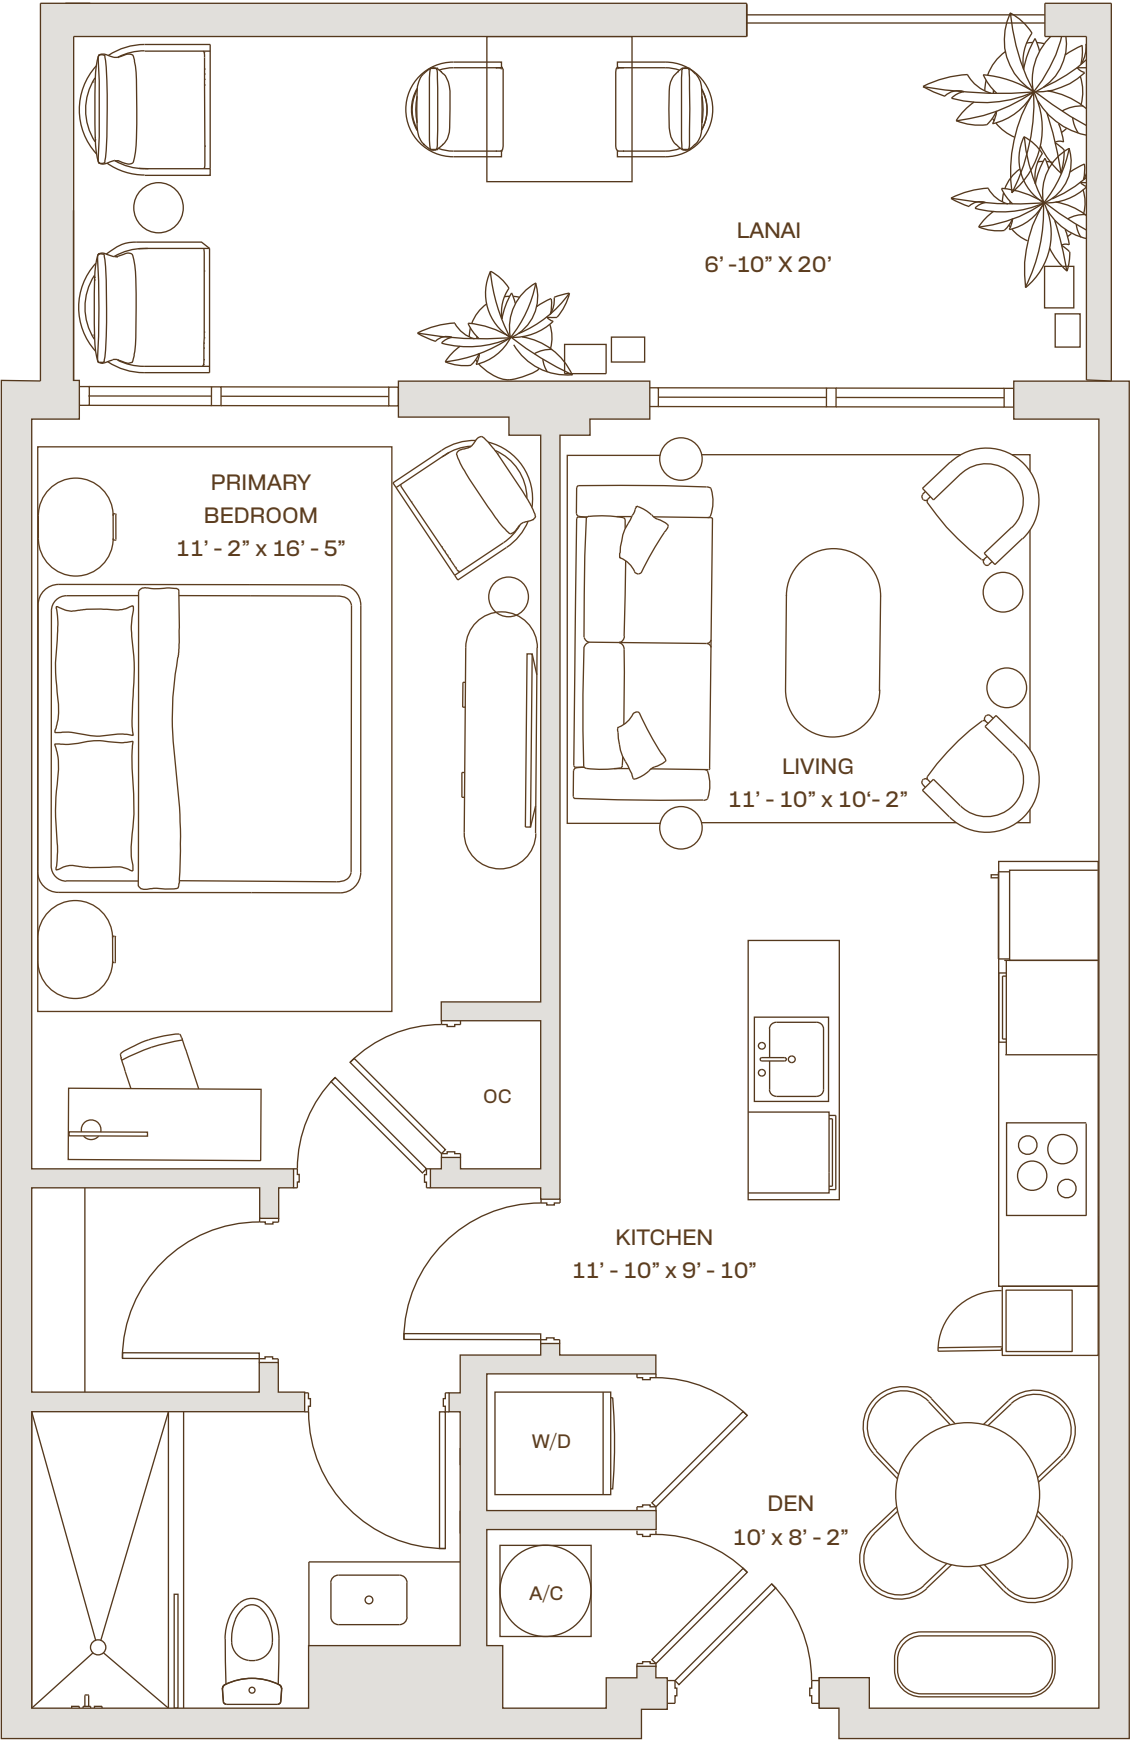 LANAI
6’ -10” X 20’
PRIMARY
BEDROOM
11’ - 2” x 16’ - 5”
LIVING
11’ - 10” x 10‘- 2”
OC
KITCHEN
11’ - 10” x 9’ - 10”
W/D
DEN
10’ x 8’ - 2”
A/C